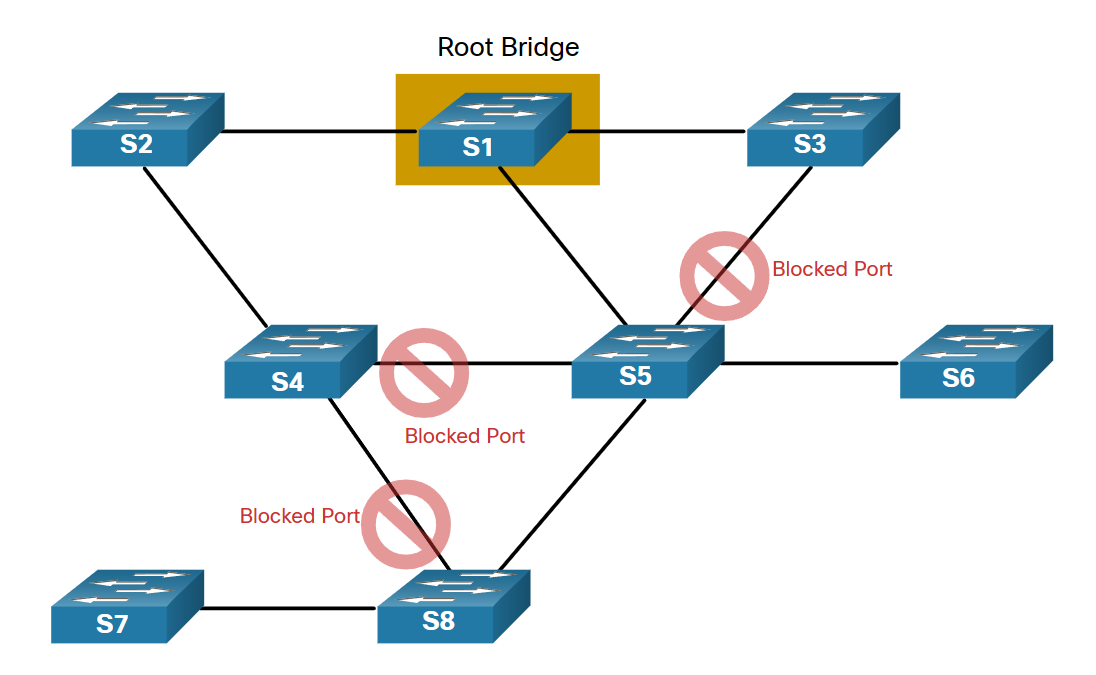 Root Bridge
S2
S1
S3
Blocked Port
S4
S5
S6
Blocked Port
Blocked Port
S7
S8